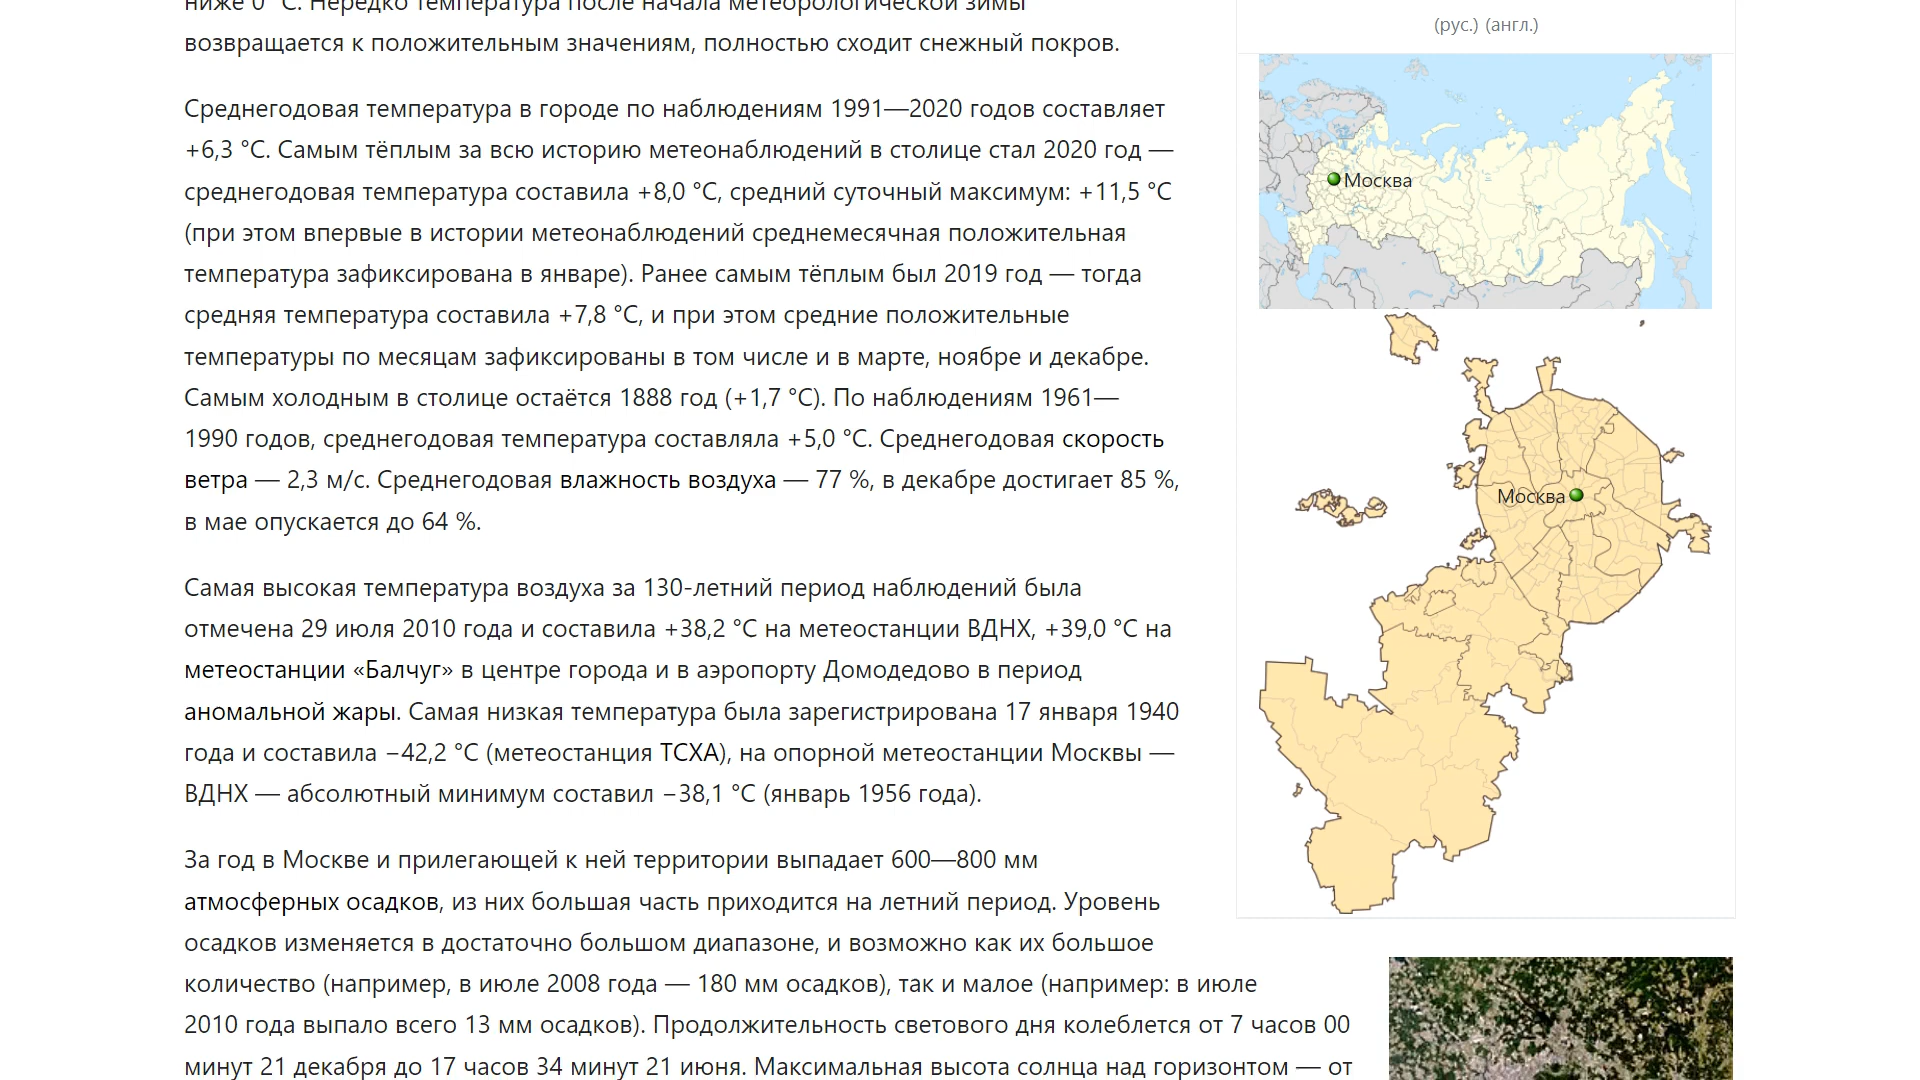 ниже 0 °C. Нередко температура после начала метеорологической зимы
возвращается к положительным значениям, полностью сходит снежный покров.
Среднегодовая температура в городе по наблюдениям 1991—2020 годов составляет
+6,3 °C. Самым тёплым за всю историю метеонаблюдений в столице стал 2020 год —
среднегодовая температура составила +8,0 °C, средний суточный максимум: +11,5 °C
(при этом впервые в истории метеонаблюдений среднемесячная положительная
температура зафиксирована в январе). Ранее самым тёплым был 2019 год — тогда
средняя температура составила +7,8 °C, и при этом средние положительные
температуры по месяцам зафиксированы в том числе и в марте, ноябре и декабре.
Самым холодным в столице остаётся 1888 год (+1,7 °C). По наблюдениям 1961—
1990 годов, среднегодовая температура составляла +5,0 °C. Среднегодовая скорость
ветра — 2,3 м/с. Среднегодовая влажность воздуха — 77 %, в декабре достигает 85 %,
в мае опускается до 64 %.
Самая высокая температура воздуха за 130-летний период наблюдений была
отмечена 29 июля 2010 года и составила +38,2 °C на метеостанции ВДНХ, +39,0 °C на
метеостанции «Балчуг» в центре города и в аэропорту Домодедово в период
аномальной жары. Самая низкая температура была зарегистрирована 17 января 1940
года и составила −42,2 °C (метеостанция ТСХА), на опорной метеостанции Москвы —
ВДНХ — абсолютный минимум составил −38,1 °C (январь 1956 года).
За год в Москве и прилегающей к ней территории выпадает 600—800 мм
атмосферных осадков, из них большая часть приходится на летний период. Уровень
осадков изменяется в достаточно большом диапазоне, и возможно как их большое
количество (например, в июле 2008 года — 180 мм осадков), так и малое (например: в июле
2010 года выпало всего 13 мм осадков). Продолжительность светового дня колеблется от 7 часов 00
минут 21 декабря до 17 часов 34 минут 21 июня. Максимальная высота солнца над горизонтом — от
(рус.) (англ.)
Москва
Москва